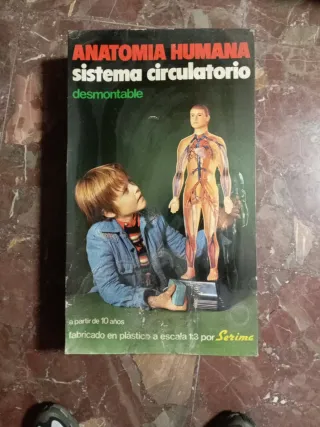 ANATOMIA HUMANA
sistema circulatorio
desmontable
a partir de 10 años
fabricado en plástico a escala 1:3 por Serima